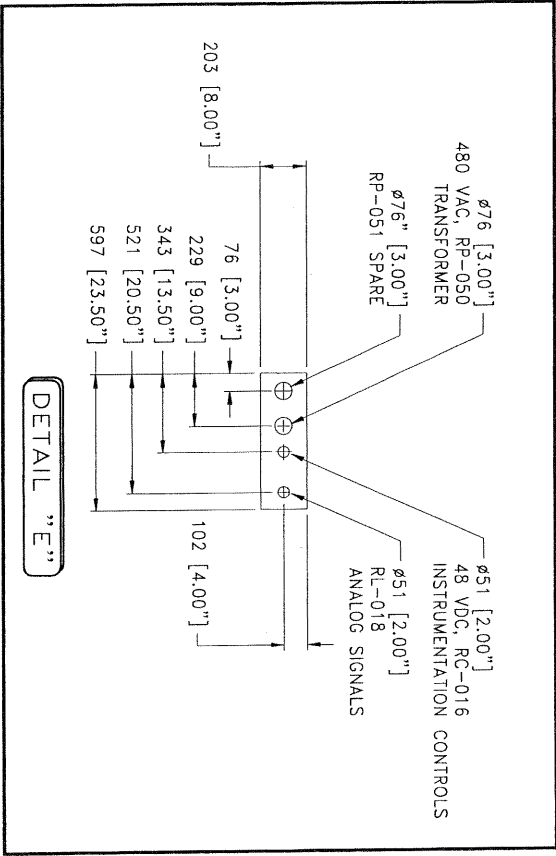 ø76 [3.00"]
480 VAC, RP-050
TRANSFORMER
ø76" [3.00"]
RP-051 SPARE
ø51 [2.00"]
48 VDC, RC-016
INSTRUMENTATION CONTROLS
ø51 [2.00"]
RL-018
ANALOG SIGNALS
203 [8.00"]
76 [3.00"]
229 [9.00"]
343 [13.50"]
521 [20.50"]
597 [23.50"]
102 [4.00"]
DETAIL "E"